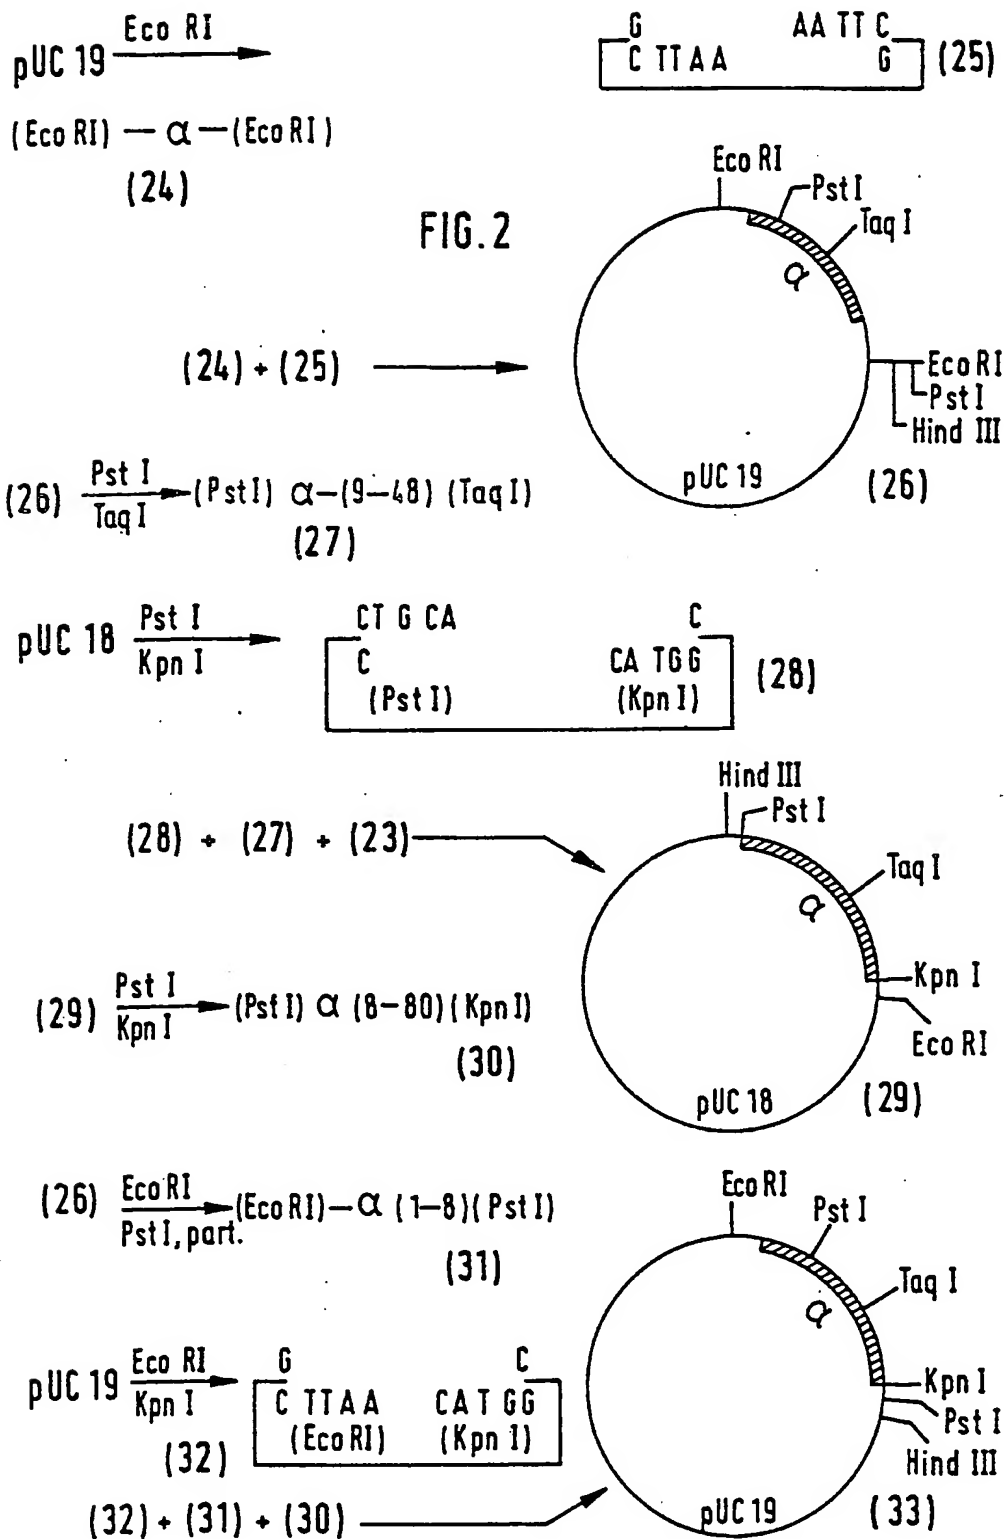 Eco RI
pUC 19
G AA TT C
C TT A A G
(25)
(Eco RI) — α — (Eco RI)
(24)
FIG. 2
Eco RI
Pst I
Taq I
α
(24) + (25)
Eco RI
Pst I
Hind III
pUC 19
(26)
(26) Pst I
Taq I
(Pst I) α-(9-48) (Taq I)
(27)
pUC 18 Pst I
Kpn I
CT G CA C
C CA TG G
(Pst I) (Kpn I)
(28)
(28) + (27) + (23)
Hind III
Pst I
Taq I
α
Kpn I
Eco RI
pUC 18
(29)
(29) Pst I
Kpn I
(Pst I) α (8-80) (Kpn I)
(30)
(26) Eco RI
Pst I, part.
(Eco RI) - α (1-8) (Pst I)
(31)
pUC 19 Eco RI
Kpn I
G C
C TT A A CA T GG
(Eco RI) (Kpn I)
(32)
(32) + (31) + (30)
Eco RI
Pst I
Taq I
α
Kpn I
Pst I
Hind III
pUC 19
(33)